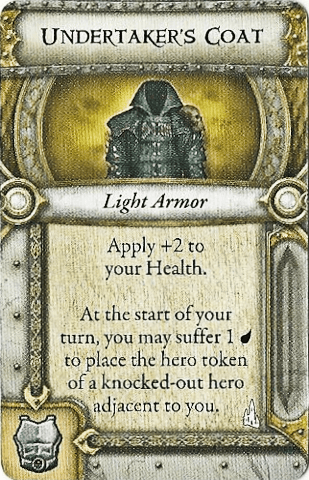 UNDERTAKER'S COAT
Light Armor
Apply +2 to
your Health.
At the start of your
turn, you may suffer 1
to place the hero token
of a knocked-out hero
adjacent to you.